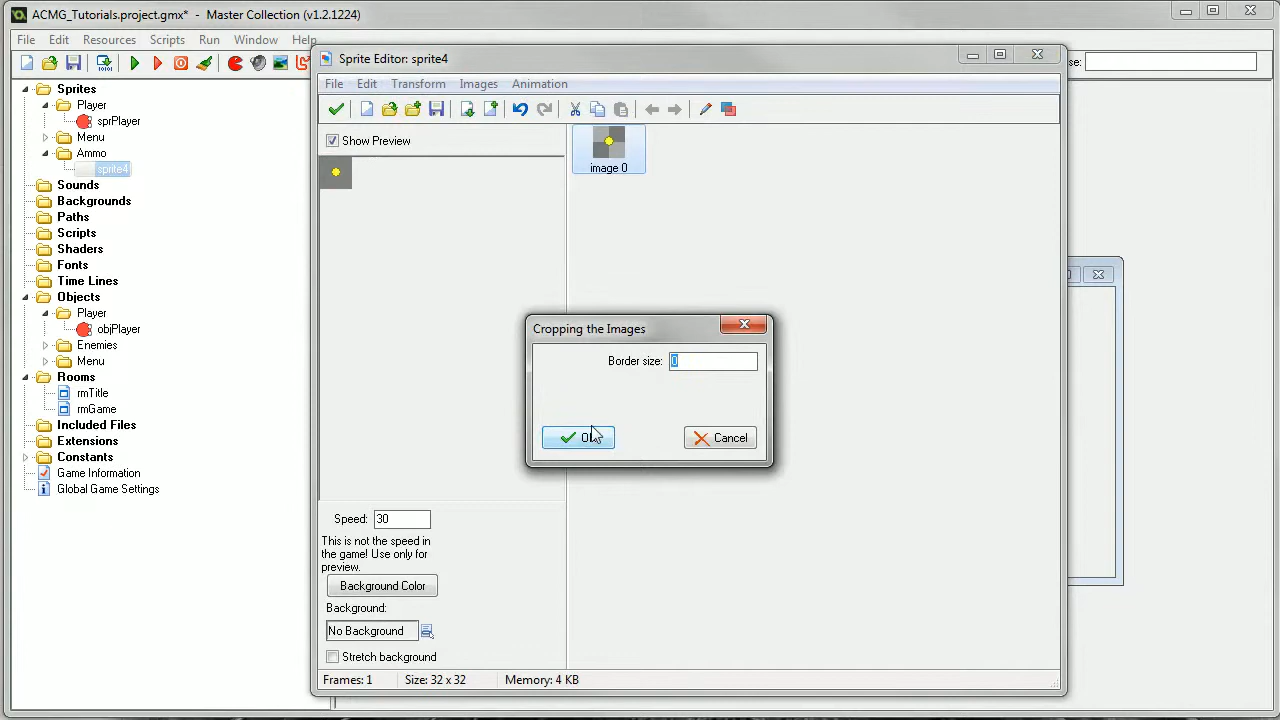 ACMG_Tutorials.project.gmx* - Master Collection (v1.2.1224)
File Edit Resources Scripts Run Window Help
Sprites
Player
sprPlayer
Menu
Ammo
sprite4
Sounds
Backgrounds
Paths
Scripts
Shaders
Fonts
Time Lines
Objects
Player
objPlayer
Enemies
Menu
Rooms
rmTitle
rmGame
Included Files
Extensions
Constants
Game Information
Global Game Settings
Sprite Editor: sprite4
File Edit Transform Images Animation
Show Preview
image 0
Cropping the Images
Border size: 0
Cancel
Speed: 30
This is not the speed in
the game! Use only for
preview.
Background Color
Background:
No Background
Stretch background
Frames: 1 Size: 32 x 32 Memory: 4 KB